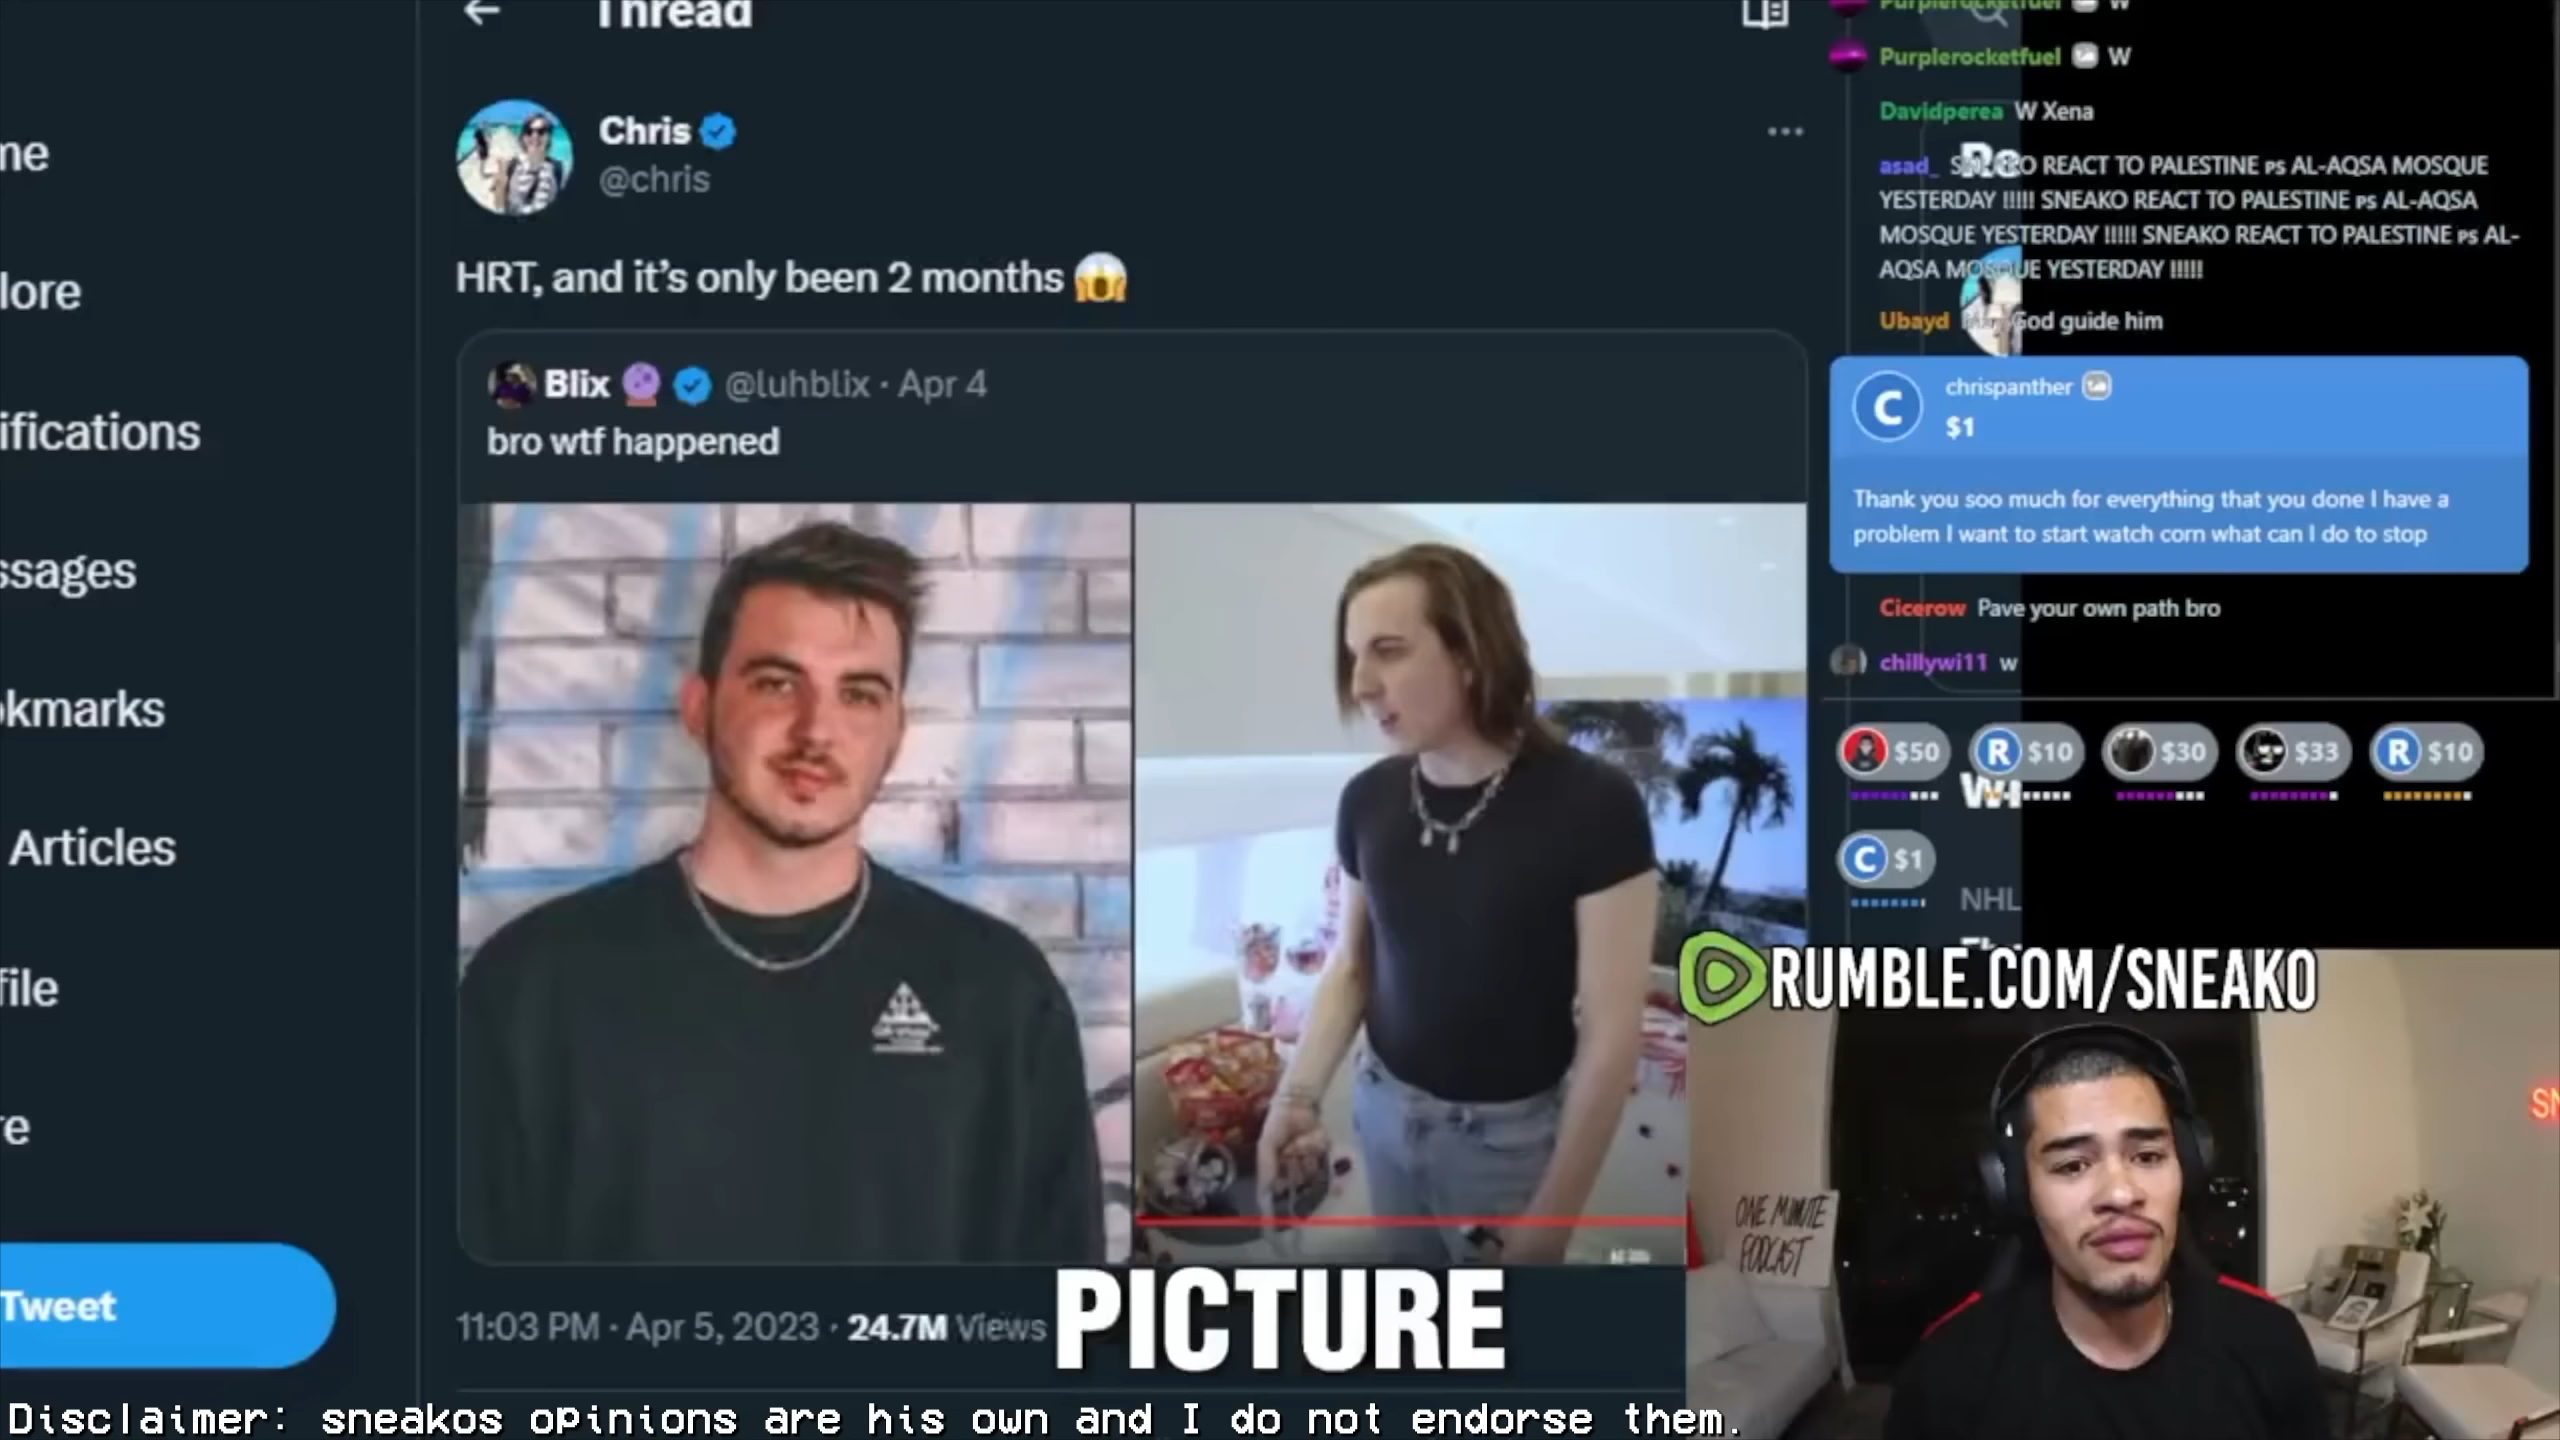 Thread
Chris
@chris
HRT, and it's only been 2 months 😱
Blix 🔮 @luhblix · Apr 4
bro wtf happened
11:03 PM · Apr 5, 2023 · 24.7M Views
me
lore
ifications
ssages
okmarks
Articles
file
re
Tweet
Purplerocketfuel W
Purplerocketfuel W
Davidperea W Xena
asad_ SNEAKO REACT TO PALESTINE ps AL-AQSA MOSQUE
YESTERDAY !!!!! SNEAKO REACT TO PALESTINE ps AL-AQSA
MOSQUE YESTERDAY !!!!! SNEAKO REACT TO PALESTINE ps AL-
AQSA MOSQUE YESTERDAY !!!!!
Ubayd God guide him
C chrispanther
$1
Thank you soo much for everything that you done I have a
problem I want to start watch corn what can I do to stop
Cicerow Pave your own path bro
chillywi11 w
$50 R $10 $30 $33 R $10
C $1
NHL
RUMBLE.COM/SNEAKO
ONE MINUTE
PODCAST
SN
PICTURE
Disclaimer: sneakos opinions are his own and I do not endorse them.